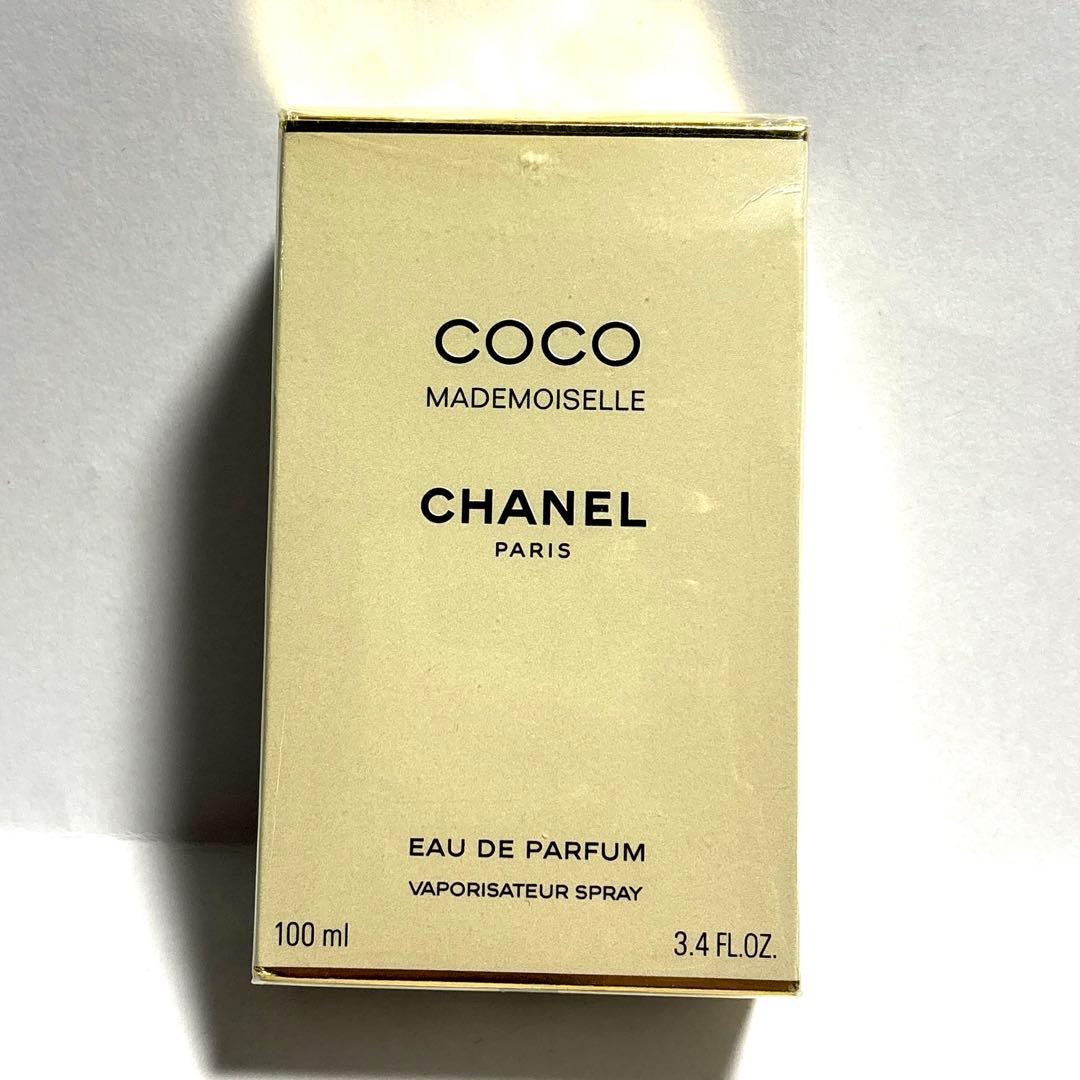 COCO
MADEMOISELLE
CHANEL
PARIS
EAU DE PARFUM
VAPORISATEUR SPRAY
100 ml
3.4 FL.OZ.